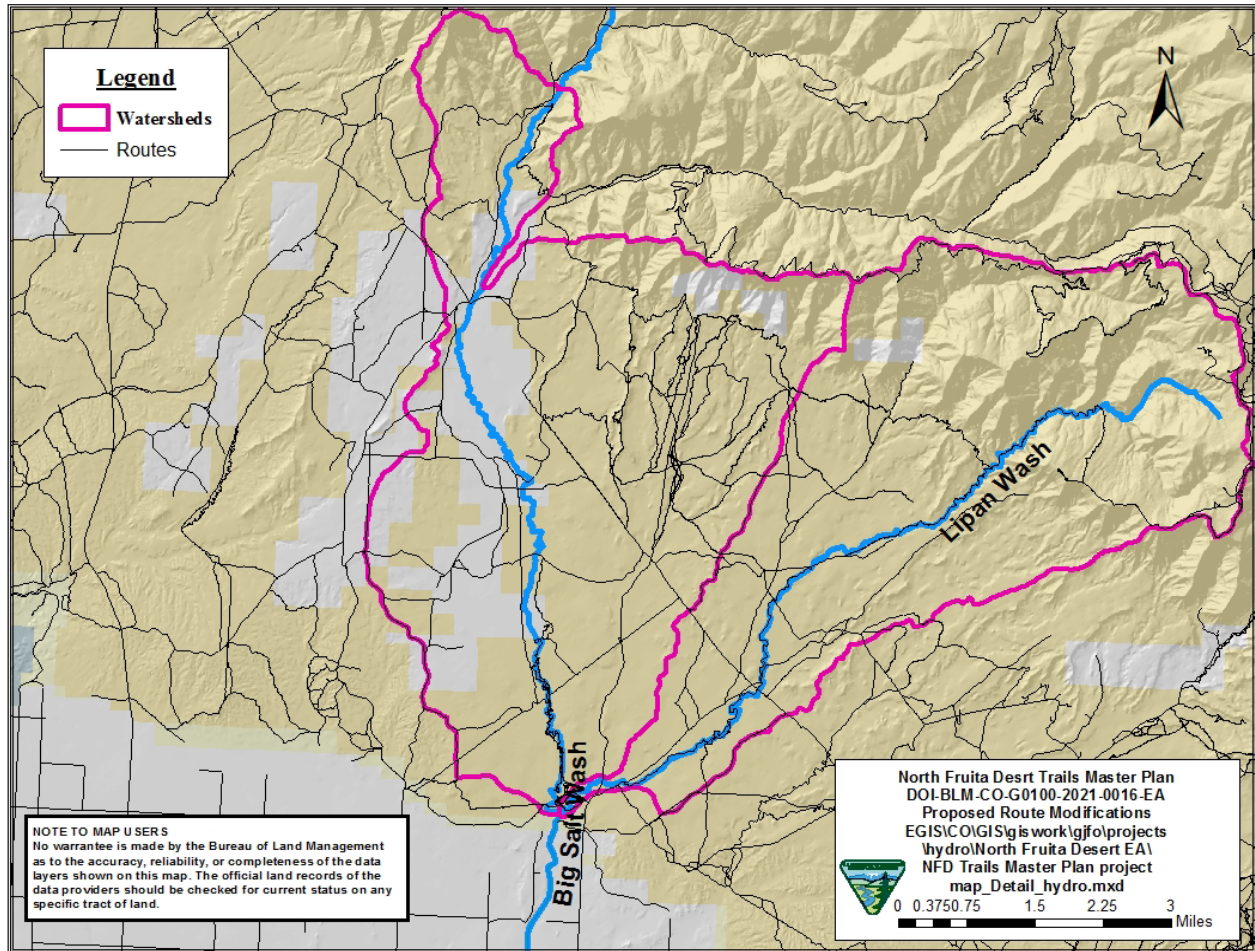 Legend
Watersheds
Routes
N
Lipan Wash
Big Salt Wash
NOTE TO MAP USERS
No warrantee is made by the Bureau of Land Management
as to the accuracy, reliability, or completeness of the data
layers shown on this map. The official land records of the
data providers should be checked for current status on any
specific tract of land.
North Fruita Desrt Trails Master Plan
DOI-BLM-CO-G0100-2021-0016-EA
Proposed Route Modifications
EGIS\CO\GIS\giswork\gjfo\projects
\hydro\North Fruita Desert EA\
NFD Trails Master Plan project
map_Detail_hydro.mxd
0 0.375 0.75 1.5 2.25 3
Miles